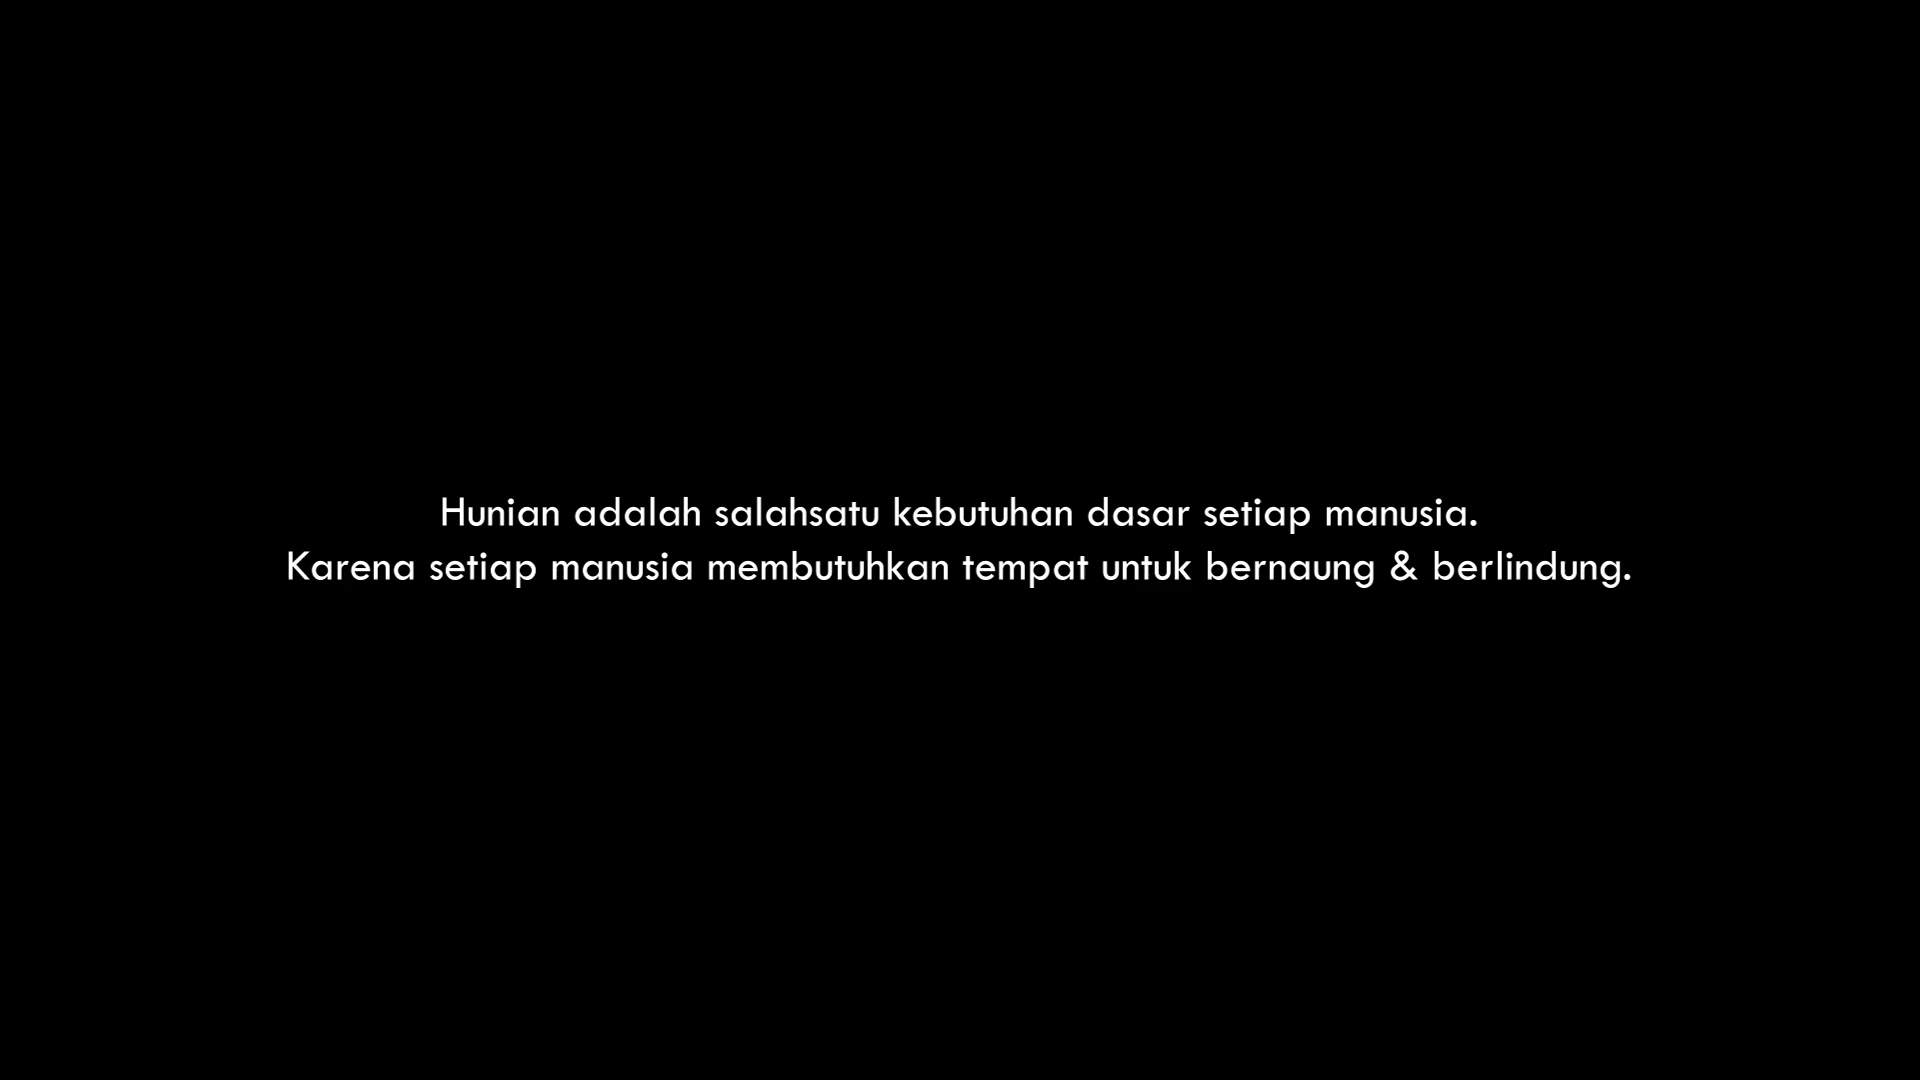 Hunian adalah salahsatu kebutuhan dasar setiap manusia.
Karena setiap manusia membutuhkan tempat untuk bernaung & berlindung.